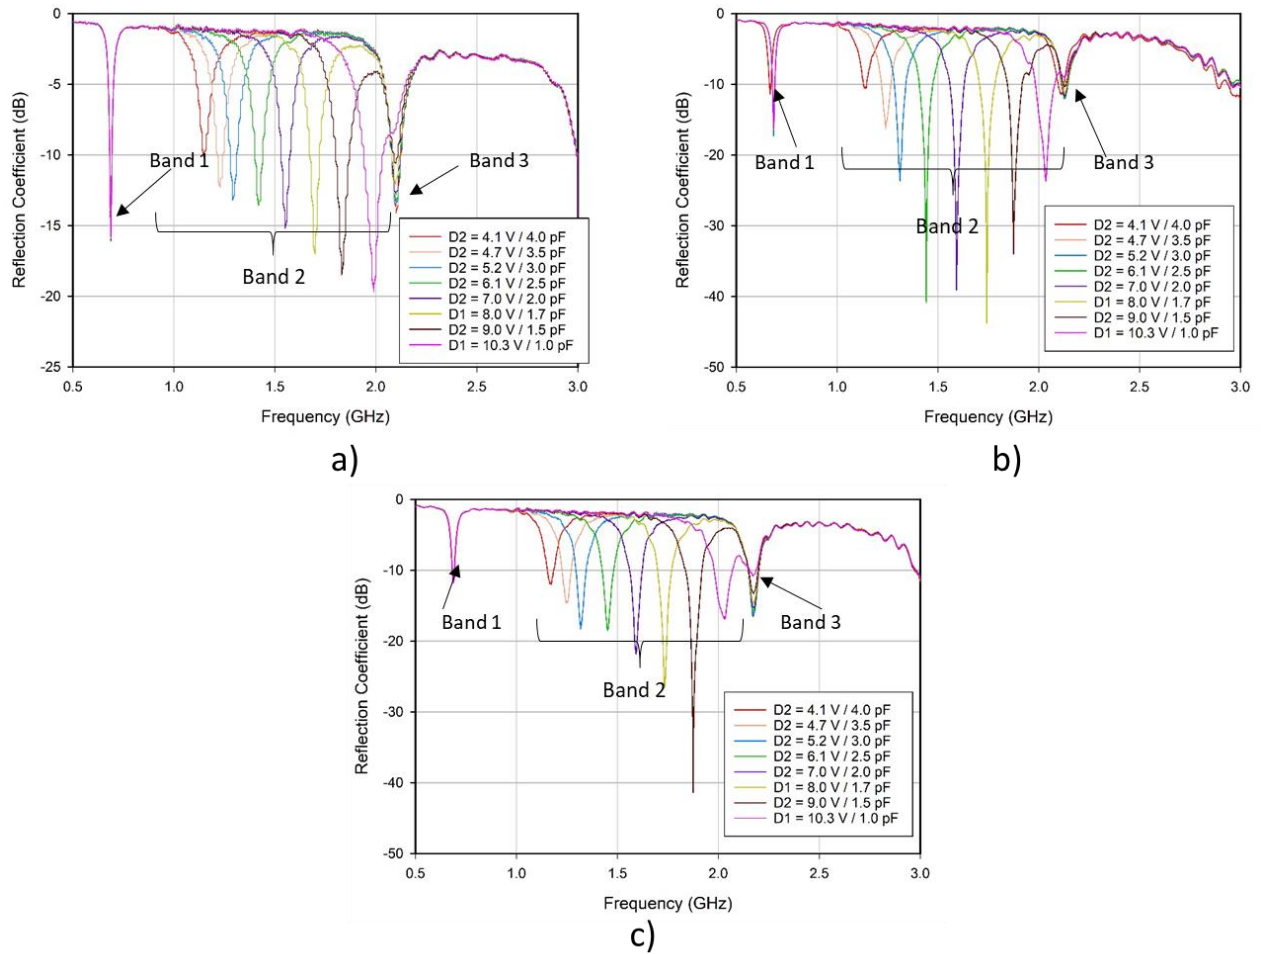 0
-5
-10
-15
-20
-25
Reflection Coefficient (dB)
Band 1
Band 2
Band 3
D2 = 4.1 V / 4.0 pF
D2 = 4.7 V / 3.5 pF
D2 = 5.2 V / 3.0 pF
D2 = 6.1 V / 2.5 pF
D2 = 7.0 V / 2.0 pF
D1 = 8.0 V / 1.7 pF
D2 = 9.0 V / 1.5 pF
D1 = 10.3 V / 1.0 pF
0.5 1.0 1.5 2.0 2.5 3.0
Frequency (GHz)
a)
0
-10
-20
-30
-40
-50
Reflection Coefficient (dB)
Band 1
Band 3
Band 2
D2 = 4.1 V / 4.0 pF
D2 = 4.7 V / 3.5 pF
D2 = 5.2 V / 3.0 pF
D2 = 6.1 V / 2.5 pF
D2 = 7.0 V / 2.0 pF
D1 = 8.0 V / 1.7 pF
D2 = 9.0 V / 1.5 pF
D1 = 10.3 V / 1.0 pF
0.5 1.0 1.5 2.0 2.5 3.0
Frequency (GHz)
b)
0
-10
-20
-30
-40
-50
Reflection Coefficient (dB)
Band 1
Band 3
Band 2
D2 = 4.1 V / 4.0 pF
D2 = 4.7 V / 3.5 pF
D2 = 5.2 V / 3.0 pF
D2 = 6.1 V / 2.5 pF
D2 = 7.0 V / 2.0 pF
D1 = 8.0 V / 1.7 pF
D2 = 9.0 V / 1.5 pF
D1 = 10.3 V / 1.0 pF
0.5 1.0 1.5 2.0 2.5 3.0
Frequency (GHz)
c)